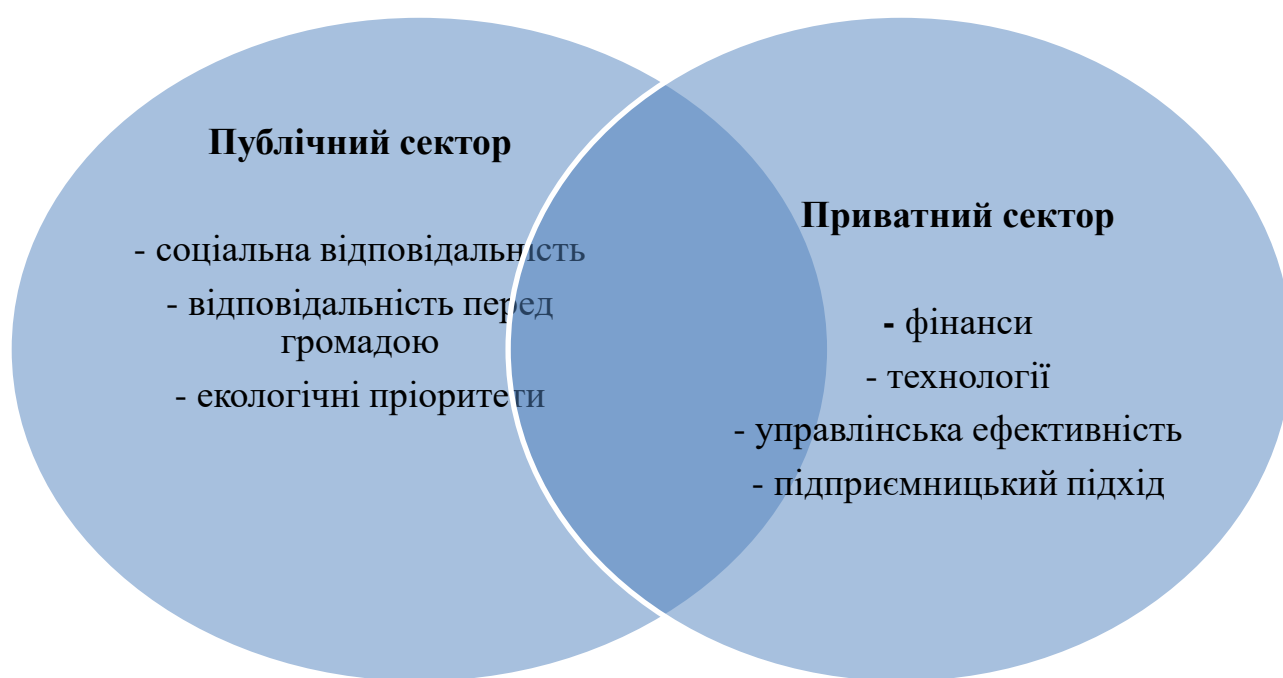 Публічний сектор
- соціальна відповідальність
- відповідальність перед
громадою
- екологічні пріоритети
Приватний сектор
- фінанси
- технології
- управлінська ефективність
- підприємницький підхід